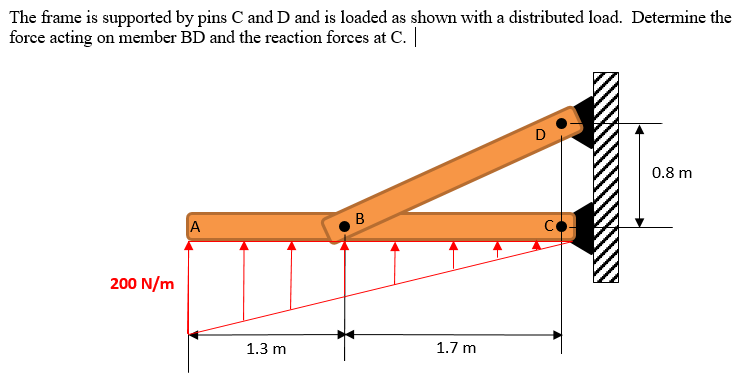 The frame is supported by pins C and D and is loaded as shown with a distributed load.  Determine the
force acting on member BD and the reaction forces at C.
D
0.8 m
A
B
C
200 N/m
1.3 m
1.7 m